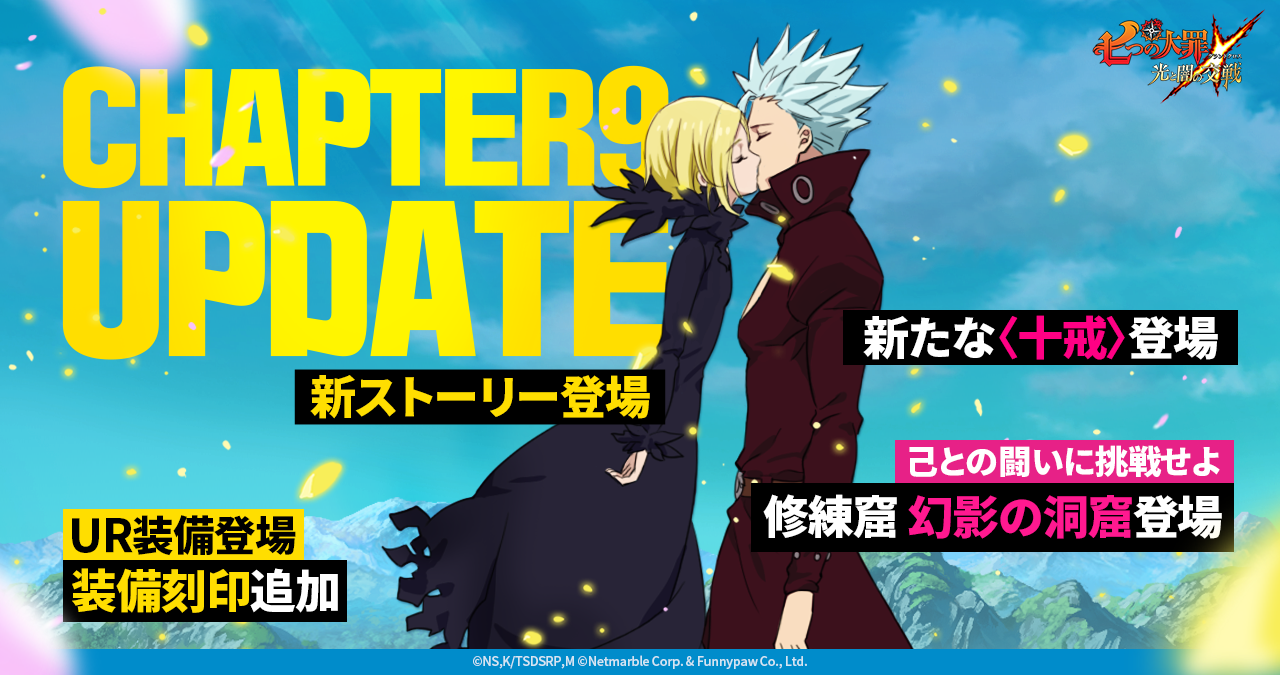 七つの大罪
光と闇の交戦
CHAPTER9
UPDATE
新ストーリー登場
新たな〈十戒〉登場
己との闘いに挑戦せよ
修練窟 幻影の洞窟登場
UR装備登場
装備刻印追加
©NS,K/TSDSRP,M ©Netmarble Corp. & Funnypaw Co., Ltd.